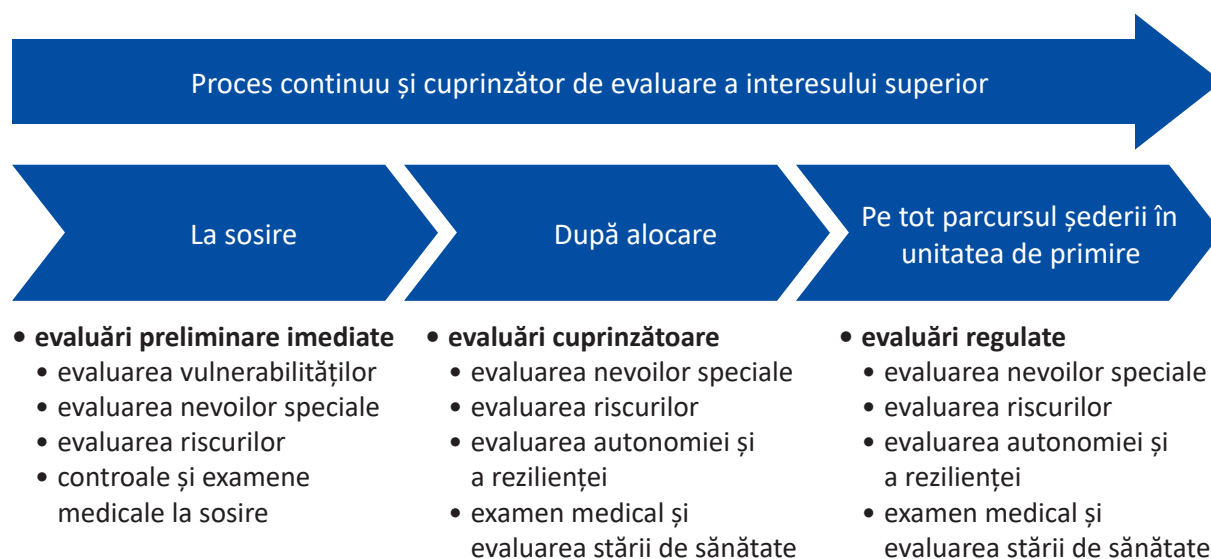 Proces continuu și cuprinzător de evaluare a interesului superior
La sosire
După alocare
Pe tot parcursul șederii în
unitatea de primire
• evaluări preliminare imediate
• evaluarea vulnerabilităților
• evaluarea nevoilor speciale
• evaluarea riscurilor
• controale și examene
medicale la sosire
• evaluări cuprinzătoare
• evaluarea nevoilor speciale
• evaluarea riscurilor
• evaluarea autonomiei și
a rezilienței
• examen medical și
evaluarea stării de sănătate
• evaluări regulate
• evaluarea nevoilor speciale
• evaluarea riscurilor
• evaluarea autonomiei și
a rezilienței
• examen medical și
evaluarea stării de sănătate